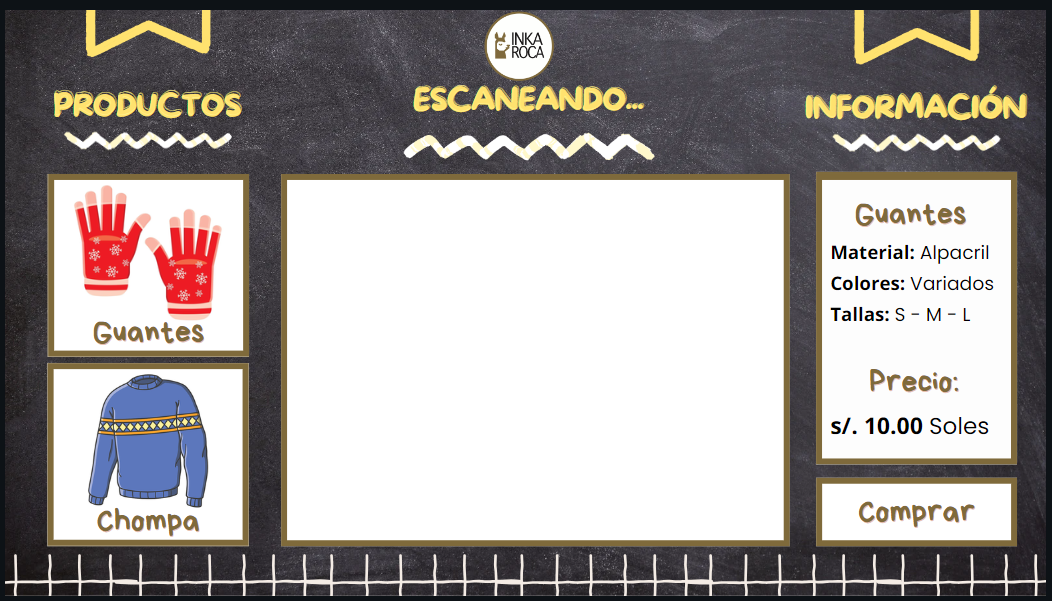 INKA
ROCA
PRODUCTOS
ESCANEANDO...
INFORMACIÓN
Guantes
Chompa
Guantes
Material: Alpacril
Colores: Variados
Tallas: S - M - L
Precio:
s/. 10.00 Soles
Comprar